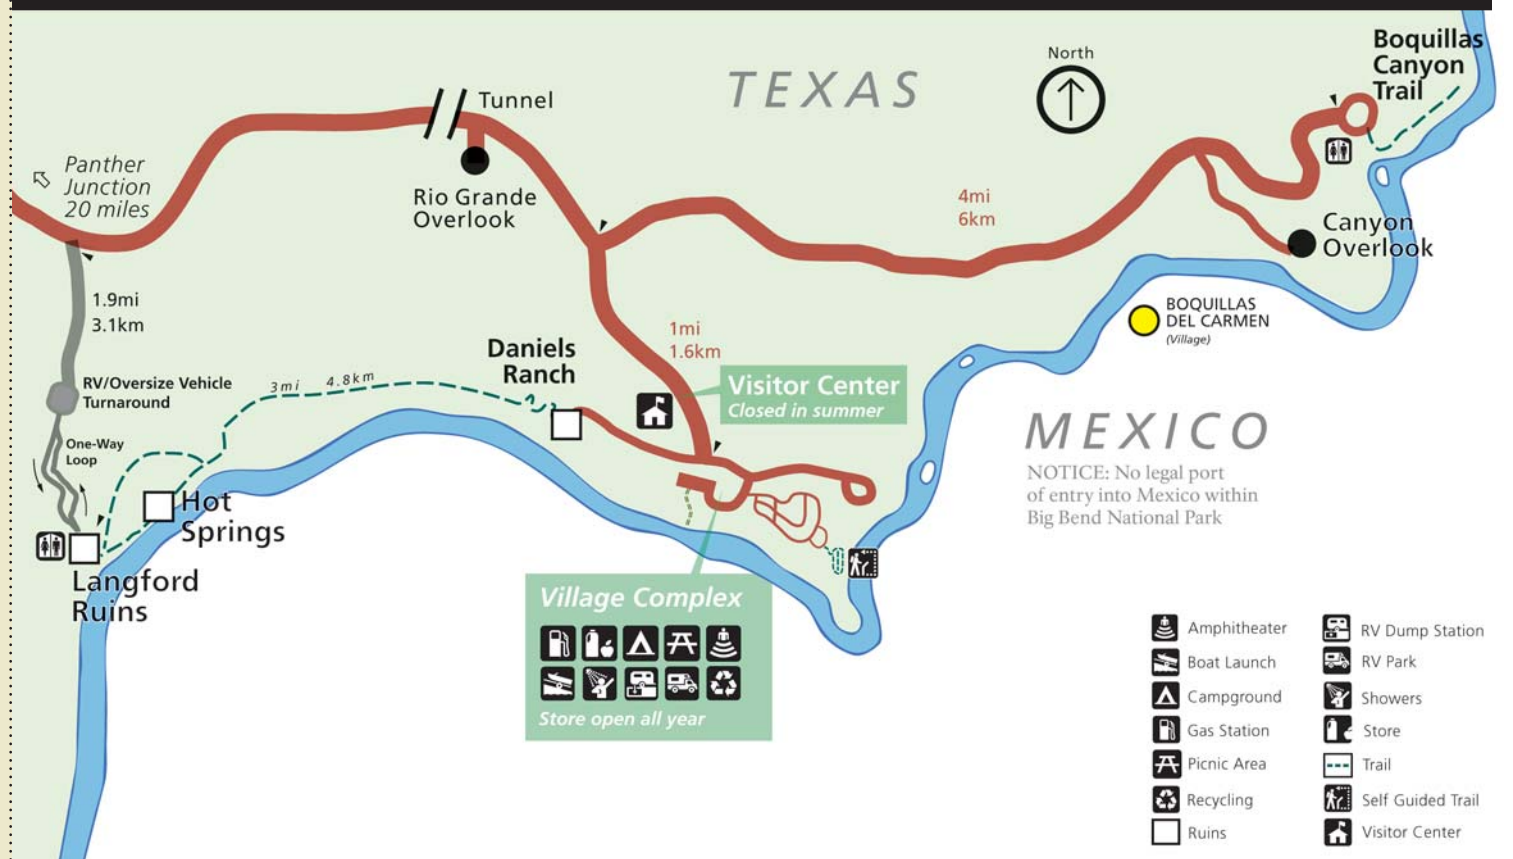 Boquillas
Canyon
Trail
North
TEXAS
Tunnel
Panther
Junction
20 miles
Rio Grande
Overlook
4mi
6km
Canyon
Overlook
1.9mi
3.1km
BOQUILLAS
DEL CARMEN
(Village)
1mi
1.6km
Daniels
Ranch
RV/Oversize Vehicle
Turnaround
3mi 4.8km
Visitor Center
Closed in summer
MEXICO
NOTICE: No legal port
of entry into Mexico within
Big Bend National Park
One-Way
Loop
Hot
Springs
Langford
Ruins
Village Complex
Store open all year
Amphitheater
Boat Launch
Campground
Gas Station
Picnic Area
Recycling
Ruins
RV Dump Station
RV Park
Showers
Store
Trail
Self Guided Trail
Visitor Center